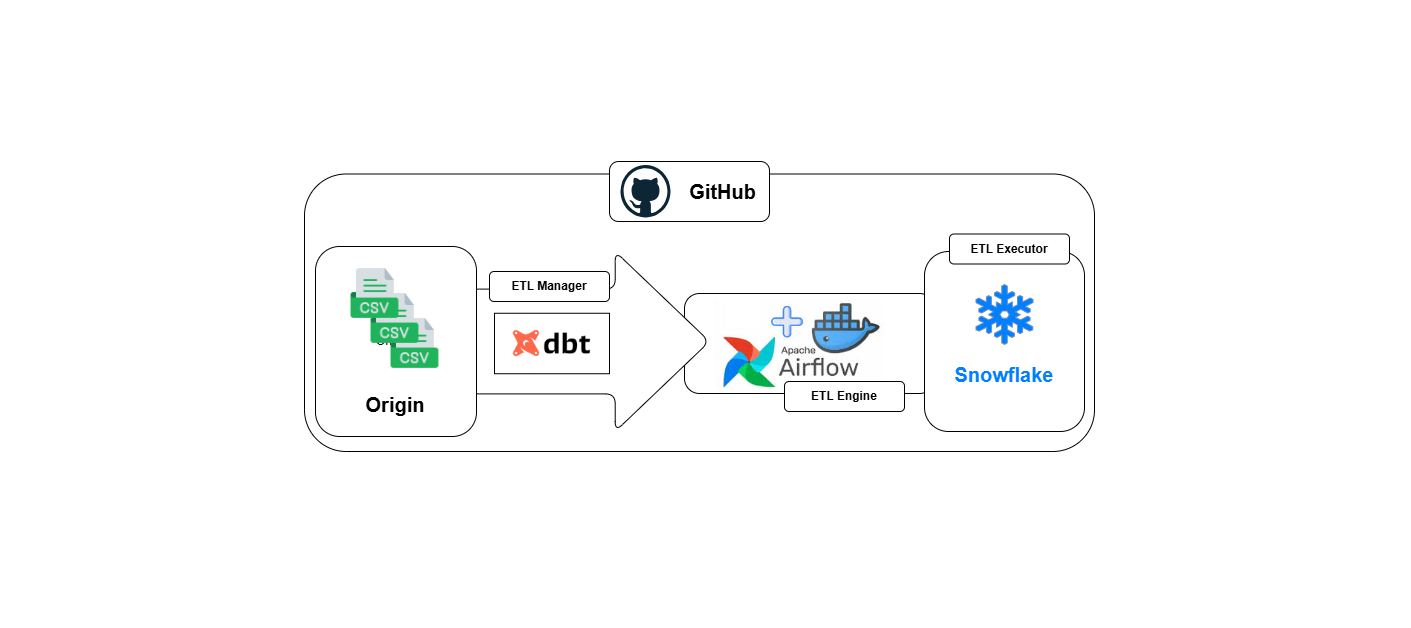 GitHub
ETL Executor
ETL Manager
CSV
CSV
CSV
dbt
Apache
Airflow
Snowflake
ETL Engine
Origin